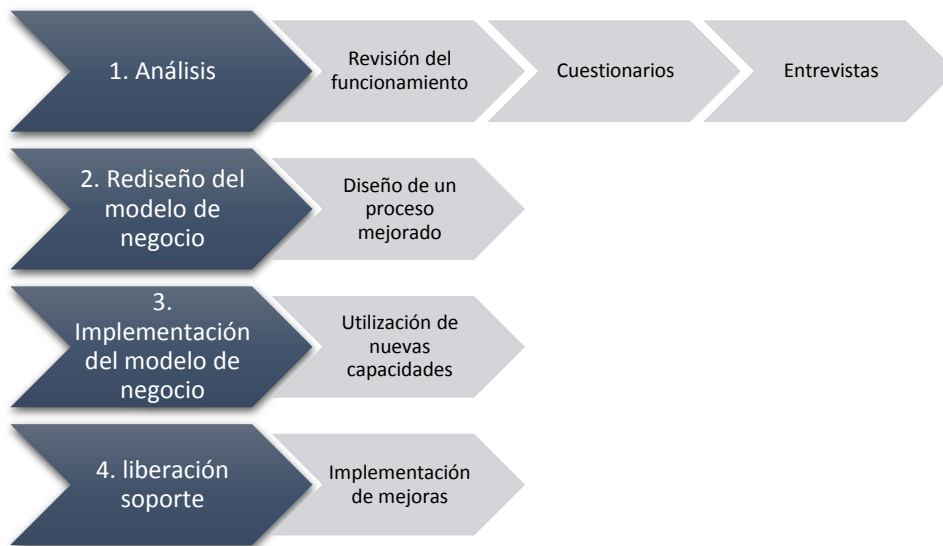 1. Análisis
Revisión del
funcionamiento
Cuestionarios
Entrevistas
2. Rediseño del
modelo de
negocio
Diseño de un
proceso
mejorado
3.
Implementación
del modelo de
negocio
Utilización de
nuevas
capacidades
4. liberación
soporte
Implementación
de mejoras